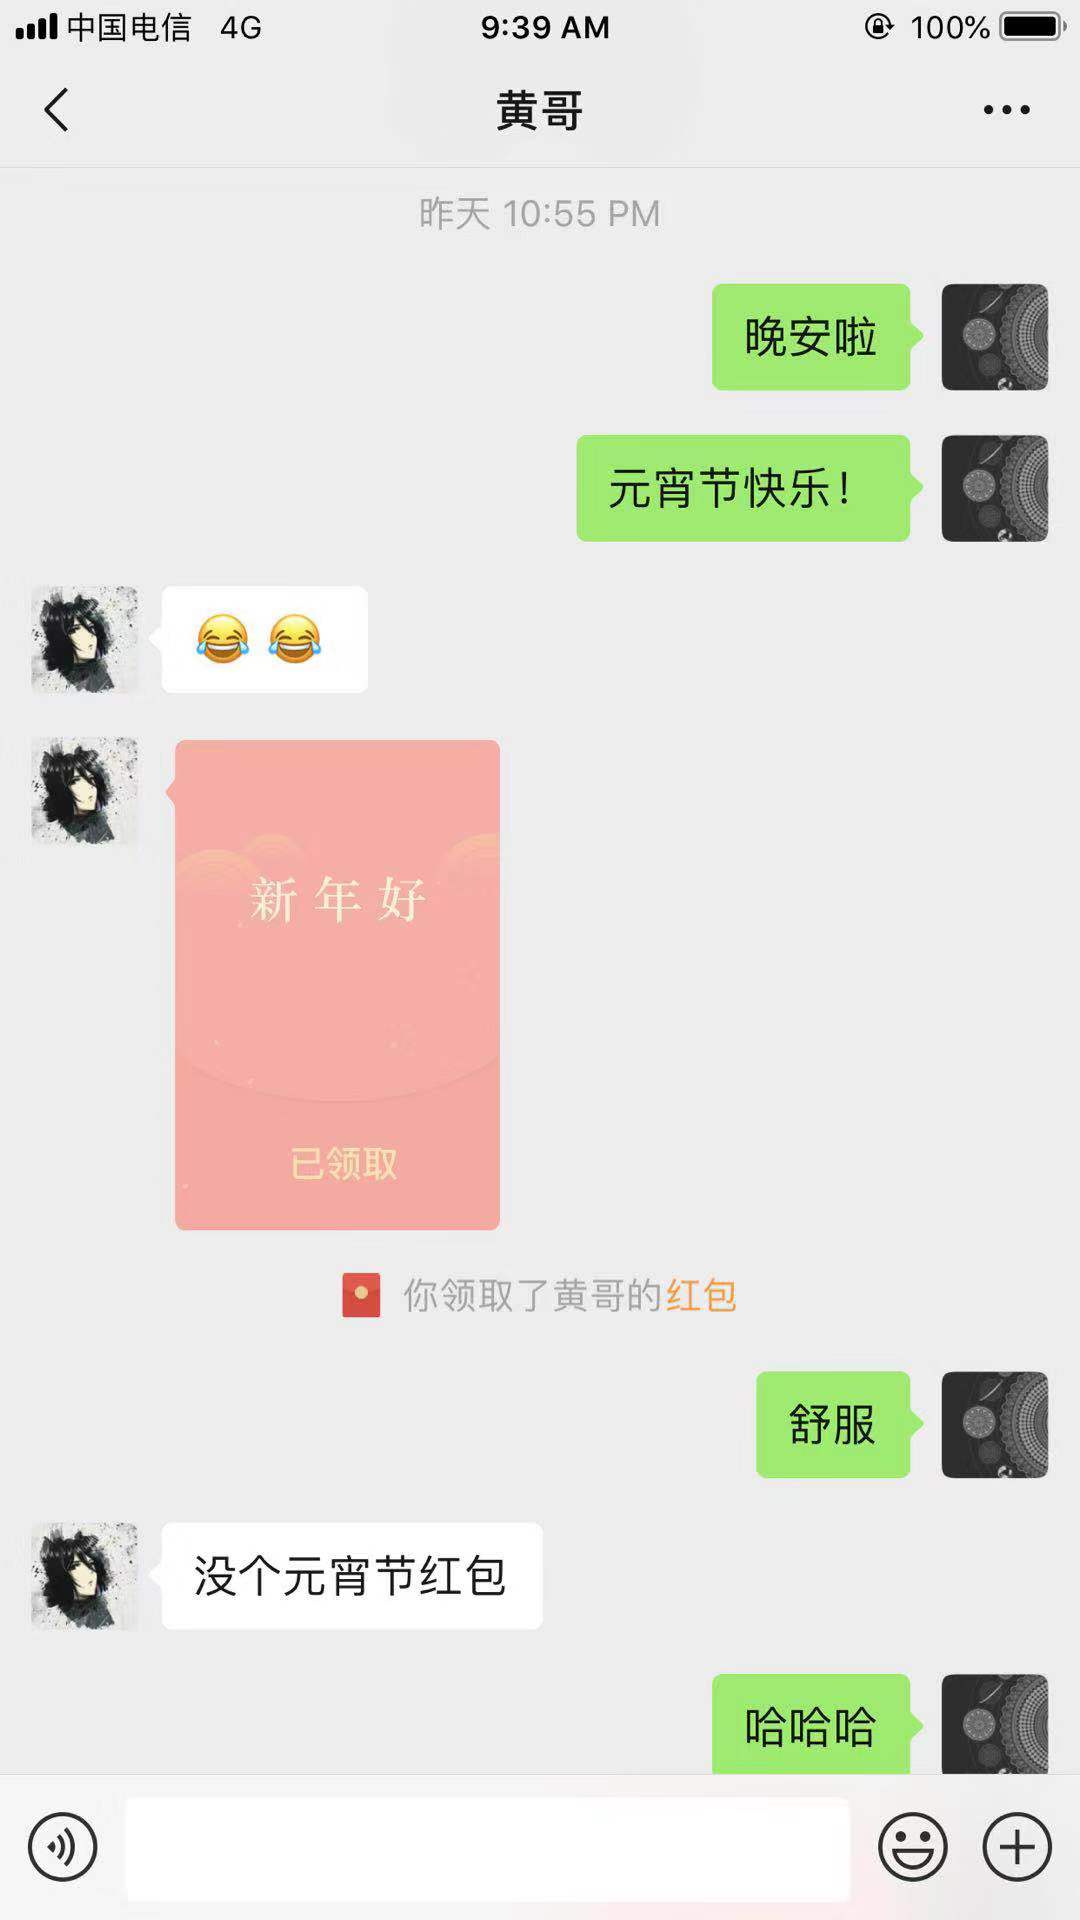 中国电信 4G 9:39 AM 100%
黄哥
昨天 10:55 PM
晚安啦
元宵节快乐！
😂 😂
新年好
已领取
你领取了黄哥的红包
舒服
没个元宵节红包
哈哈哈